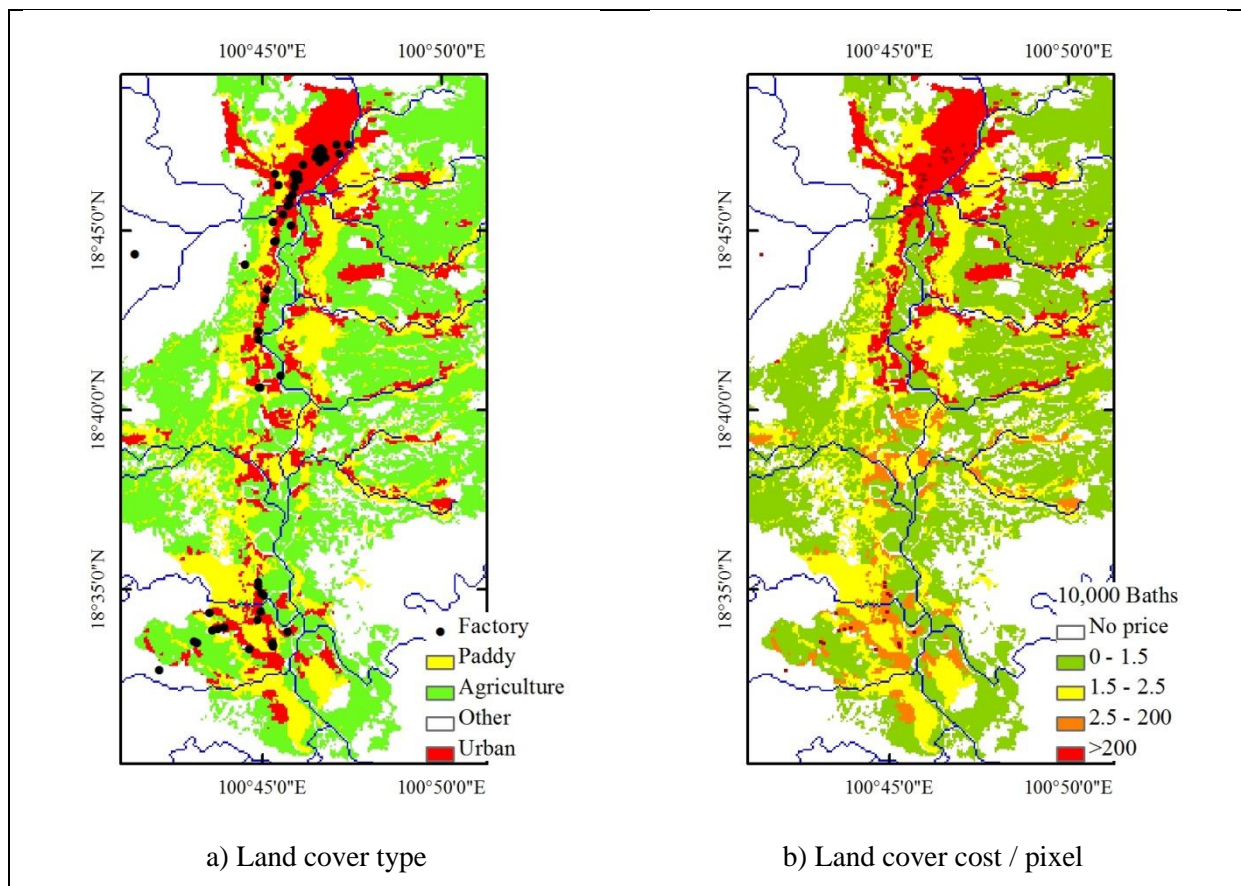 100°45'0"E
100°50'0"E
18°45'0"N
18°40'0"N
18°35'0"N
Factory
Paddy
Agriculture
Other
Urban
100°45'0"E
100°50'0"E
a) Land cover type
100°45'0"E
100°50'0"E
18°45'0"N
18°40'0"N
18°35'0"N
10,000 Baths
No price
0 - 1.5
1.5 - 2.5
2.5 - 200
>200
100°45'0"E
100°50'0"E
b) Land cover cost / pixel